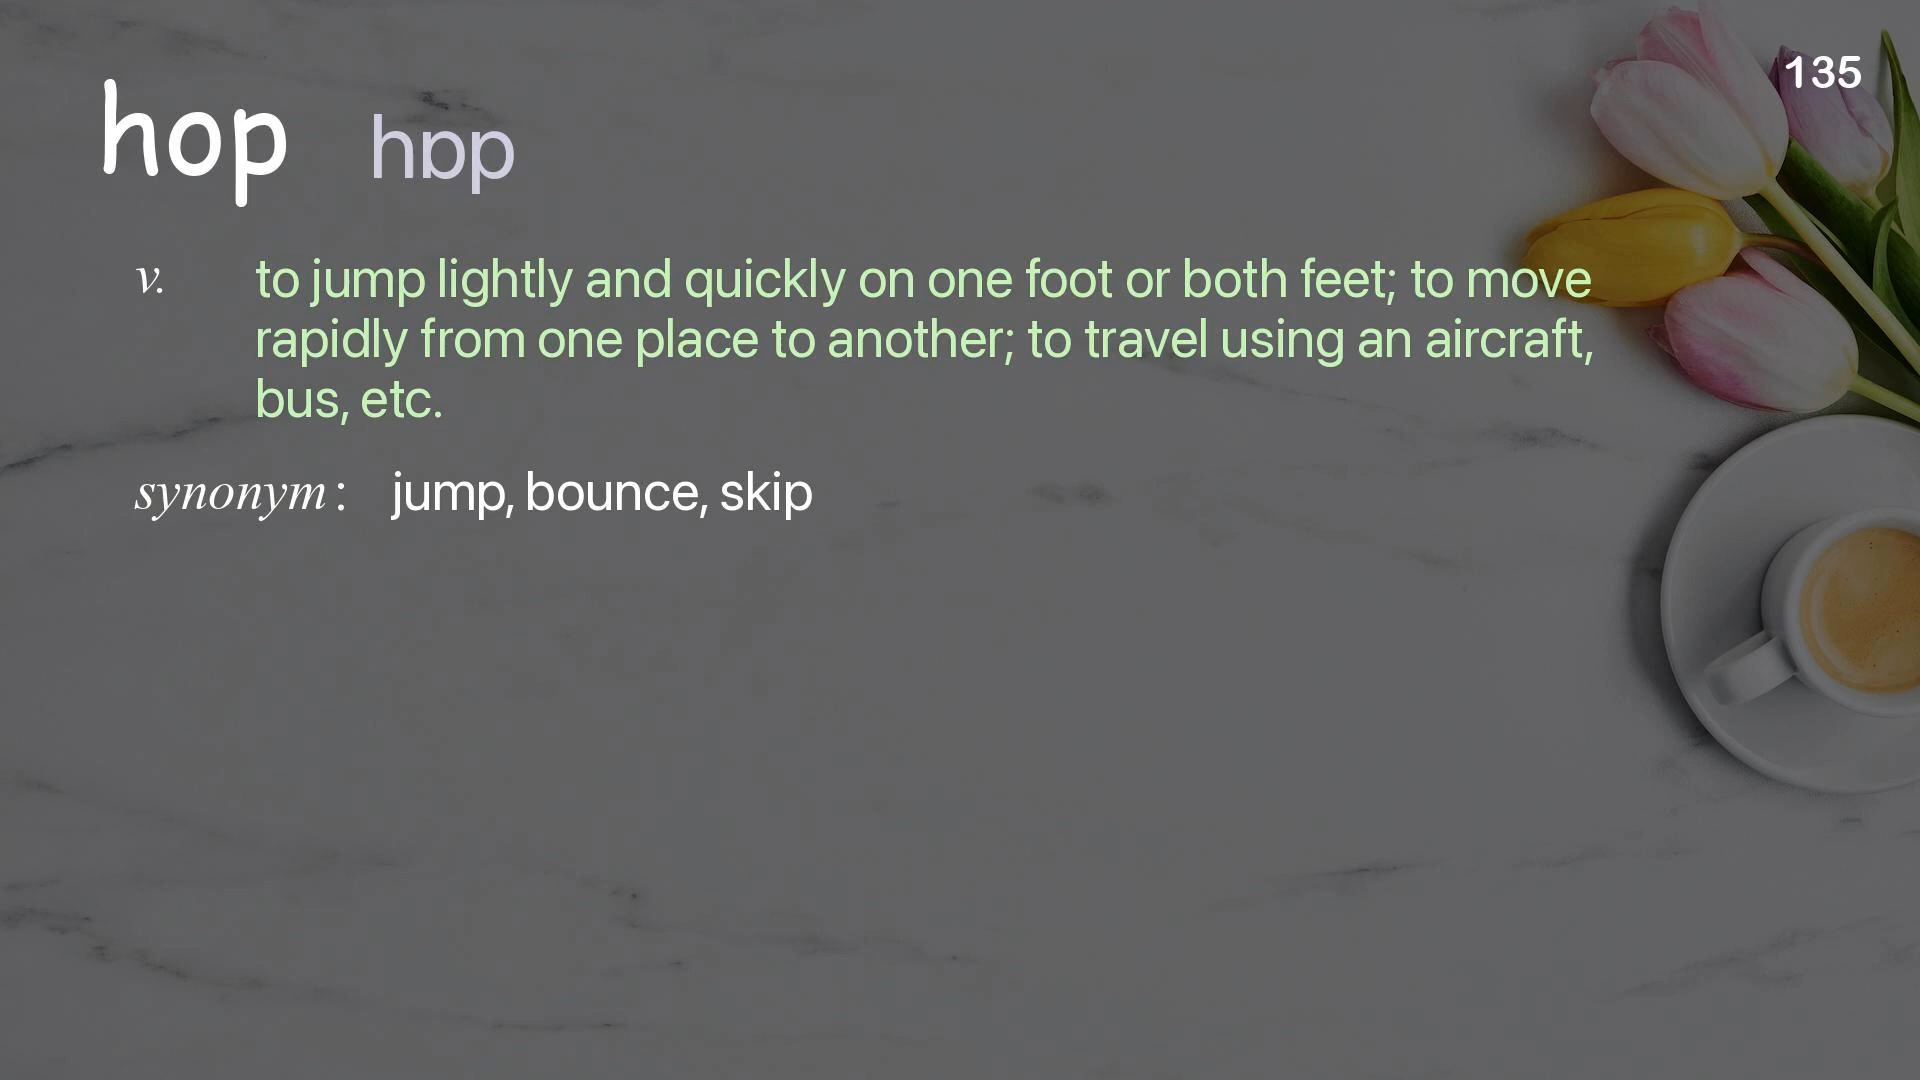 135
hop hɒp
v. to jump lightly and quickly on one foot or both feet; to move
rapidly from one place to another; to travel using an aircraft,
bus, etc.
synonym : jump, bounce, skip